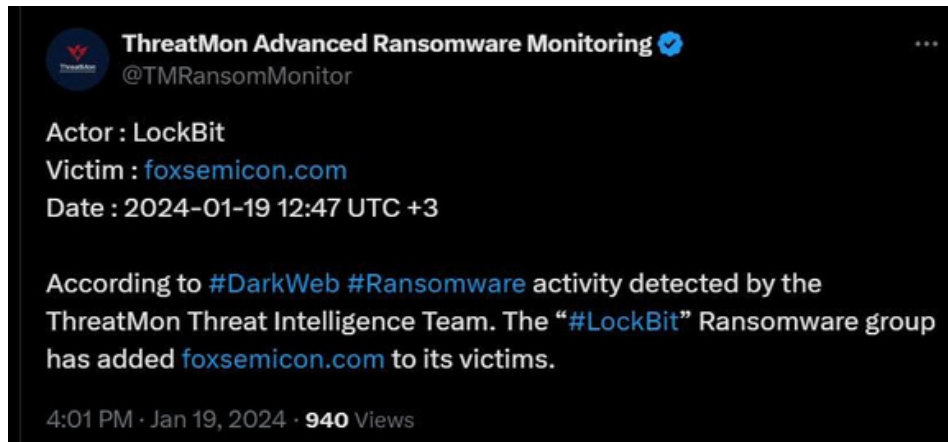 ThreatMon Advanced Ransomware Monitoring
@TMRansomMonitor
ThreatMon
Actor : LockBit
Victim : foxsemicon.com
Date : 2024-01-19 12:47 UTC +3
According to #DarkWeb #Ransomware activity detected by the
ThreatMon Threat Intelligence Team. The “#LockBit” Ransomware group
has added foxsemicon.com to its victims.
4:01 PM · Jan 19, 2024 · 940 Views